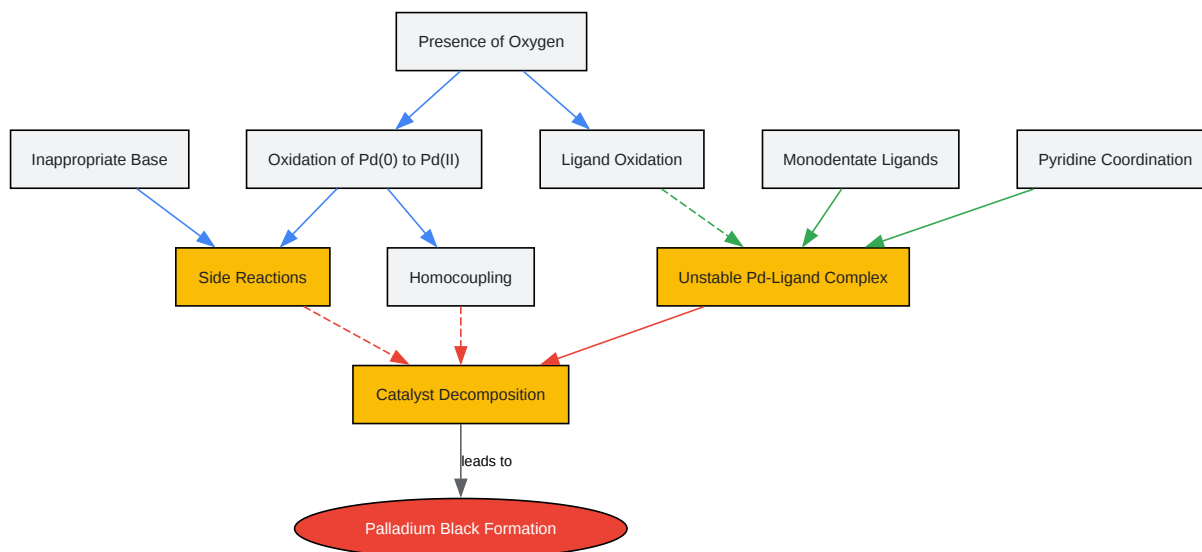 Presence of Oxygen
Inappropriate Base
Oxidation of Pd(0) to Pd(II)
Ligand Oxidation
Monodentate Ligands
Pyridine Coordination
Side Reactions
Homocoupling
Unstable Pd-Ligand Complex
Catalyst Decomposition
leads to
Palladium Black Formation